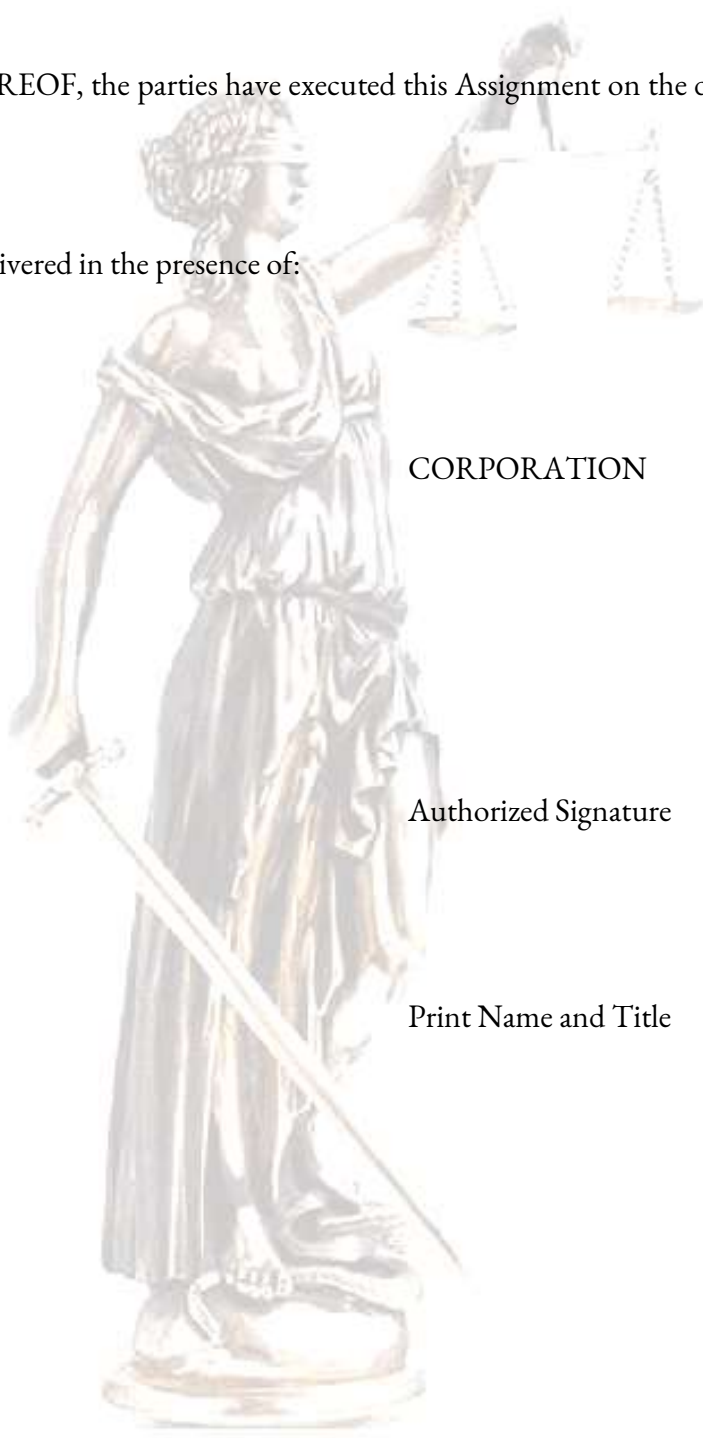 REOF, the parties have executed this Assignment on the
ivered in the presence of:
CORPORATION
Authorized Signature
Print Name and Title